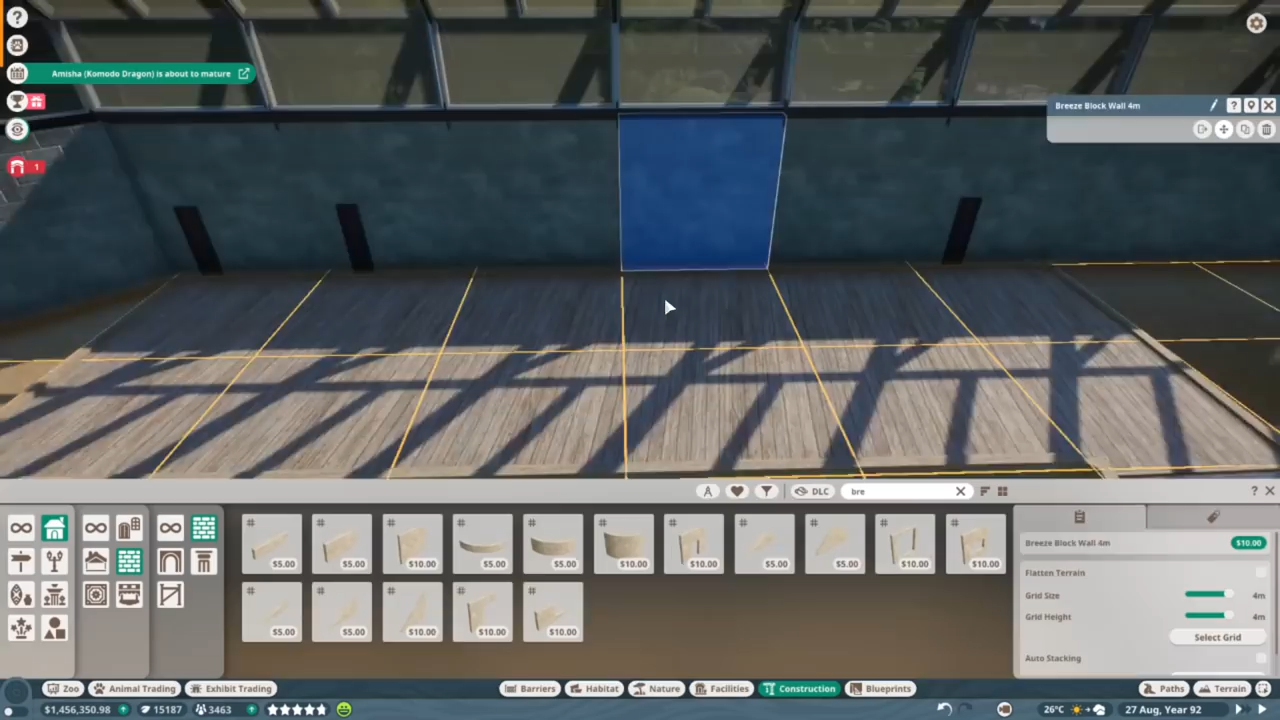 ?
Amisha (Komodo Dragon) is about to mature
1
Breeze Block Wall 4m
?
DLC
bre
?
# $5.00
# $5.00
# $10.00
# $5.00
# $5.00
# $10.00
# $10.00
# $5.00
# $5.00
# $10.00
# $10.00
# $5.00
# $5.00
# $10.00
# $10.00
# $10.00
Breeze Block Wall 4m $10.00
Flatten Terrain
Grid Size 4m
Grid Height 4m
Select Grid
Auto Stacking
Zoo Animal Trading Exhibit Trading Barriers Habitat Nature Facilities Construction Blueprints Paths Terrain
$1,456,350.98 15187 3463 26°C 27 Aug, Year 92